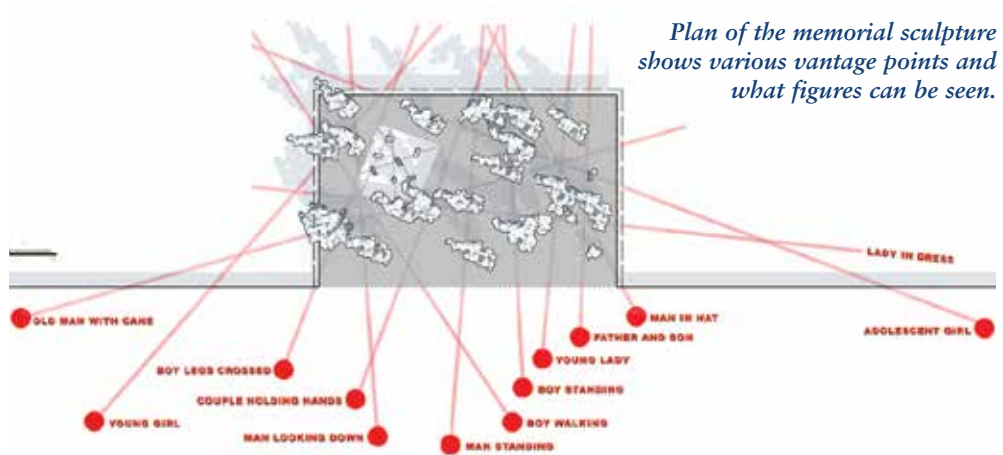 Plan of the memorial sculpture
shows various vantage points and
what figures can be seen.
LADY IN DRESS
OLD MAN WITH CANE
MAN IN HAT
ADOLESCENT GIRL
FATHER AND SON
YOUNG LADY
BOY LEGS CROSSED
BOY STANDING
COUPLE HOLDING HANDS
YOUNG GIRL
BOY WALKING
MAN LOOKING DOWN
MAN STANDING